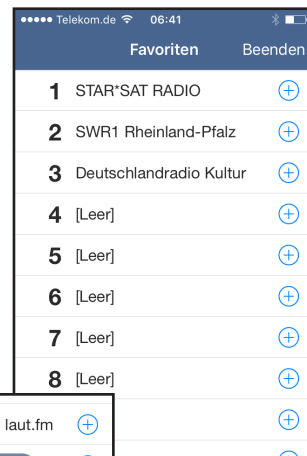 Telekom.de 06:41
Favoriten Beenden
1 STAR*SAT RADIO
2 SWR1 Rheinland-Pfalz
3 Deutschlandradio Kultur
4 [Leer]
5 [Leer]
6 [Leer]
7 [Leer]
8 [Leer]
laut.fm